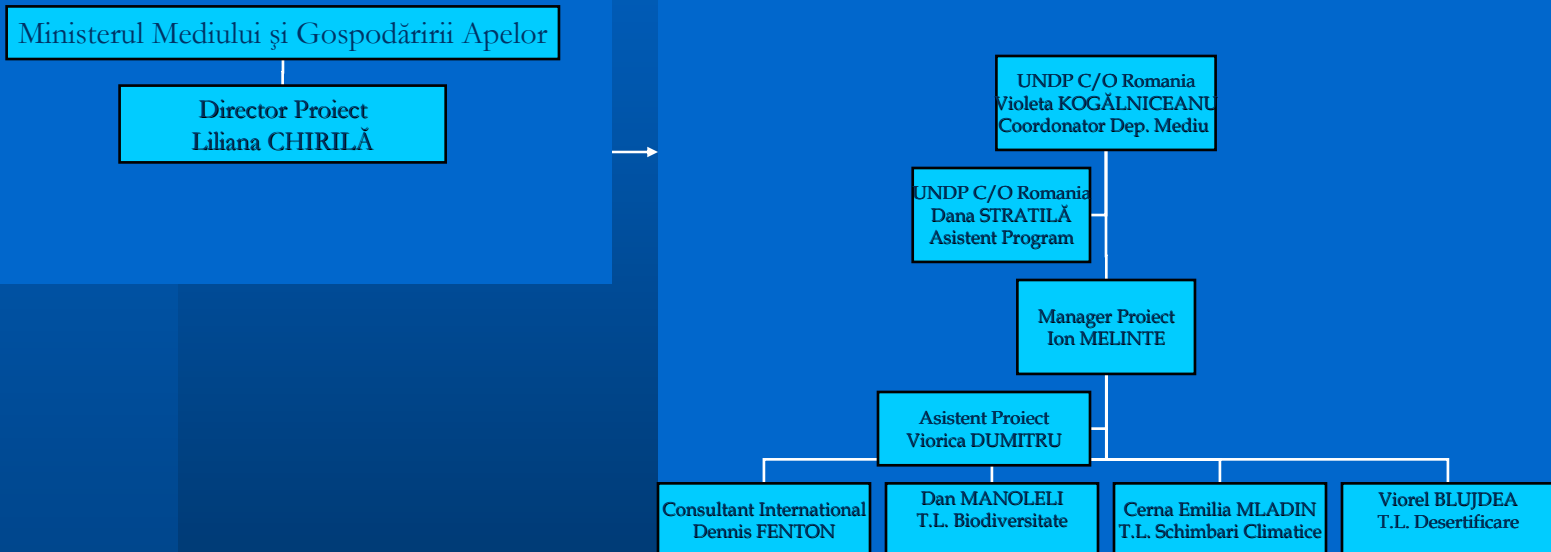 Ministerul Mediului şi Gospodăririi Apelor
Director Proiect
Liliana CHIRILĂ
UNDP C/O Romania
Violeta KOGĂLNICEANU
Coordonator Dep. Mediu
UNDP C/O Romania
Dana STRATILĂ
Asistent Program
Manager Proiect
Ion MELINTE
Asistent Proiect
Viorica DUMITRU
Consultant International
Dennis FENTON
Dan MANOLELI
T.L. Biodiversitate
Cerna Emilia MLADIN
T.L. Schimbari Climatice
Viorel BLUJDEA
T.L. Desertificare